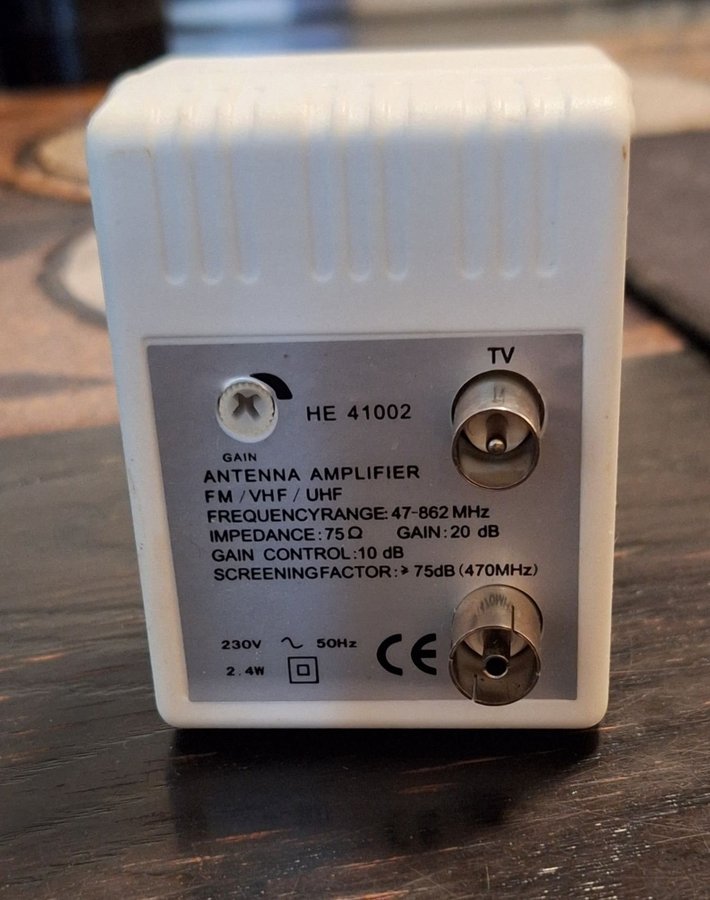 TV
HE 41002
GAIN
ANTENNA AMPLIFIER
FM / VHF / UHF
FREQUENCYRANGE: 47-862 MHz
IMPEDANCE: 75Ω GAIN: 20 dB
GAIN CONTROL: 10 dB
SCREENINGFACTOR: > 75dB (470MHz)
230V ~ 50Hz CE
2.4W